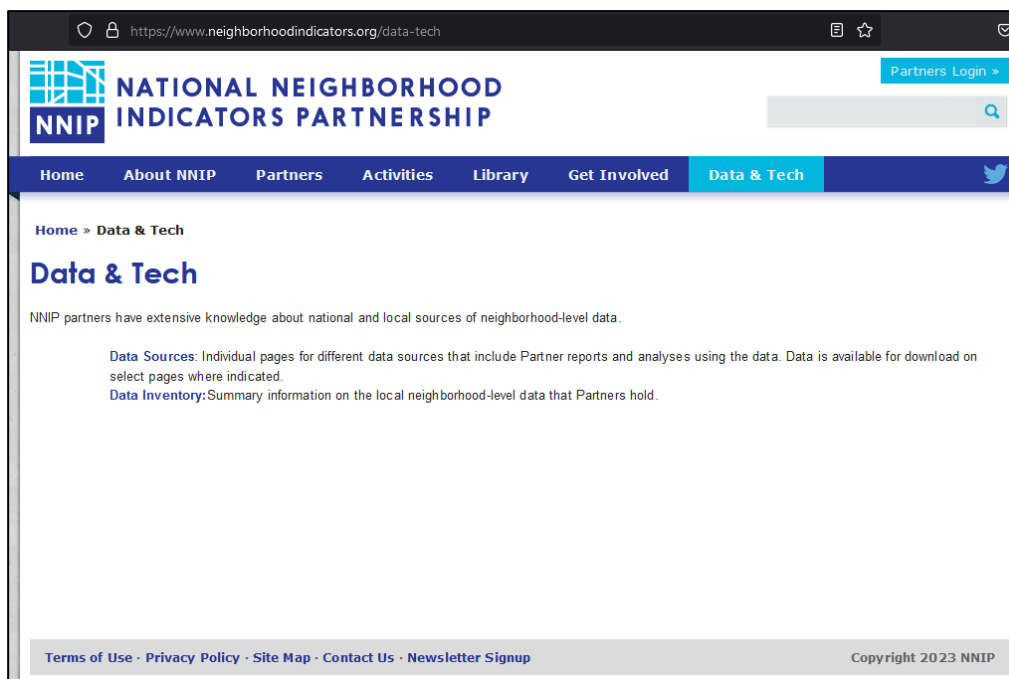 https://www.neighborhoodindicators.org/data-tech
NNIP
NATIONAL NEIGHBORHOOD
INDICATORS PARTNERSHIP
Partners Login »
Home About NNIP Partners Activities Library Get Involved Data & Tech
Home » Data & Tech
Data & Tech
NNIP partners have extensive knowledge about national and local sources of neighborhood-level data.
Data Sources: Individual pages for different data sources that include Partner reports and analyses using the data. Data is available for download on
select pages where indicated.
Data Inventory:Summary information on the local neighborhood-level data that Partners hold.
Terms of Use · Privacy Policy · Site Map · Contact Us · Newsletter Signup Copyright 2023 NNIP